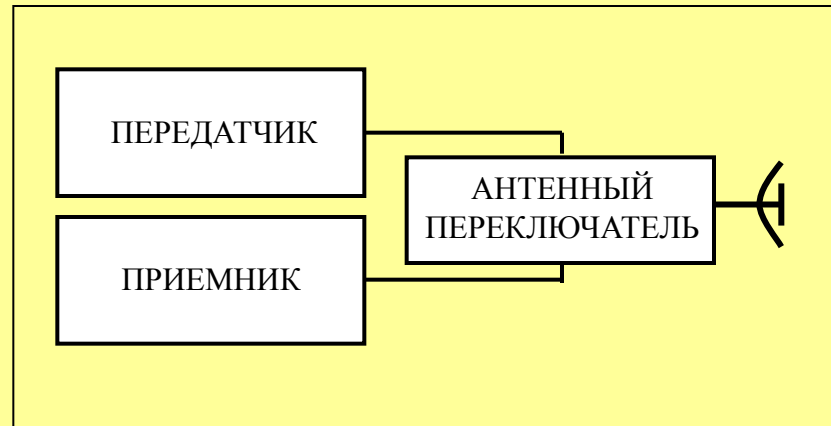 ПЕРЕДАТЧИК
АНТЕННЫЙ
ПЕРЕКЛЮЧАТЕЛЬ
ПРИЕМНИК